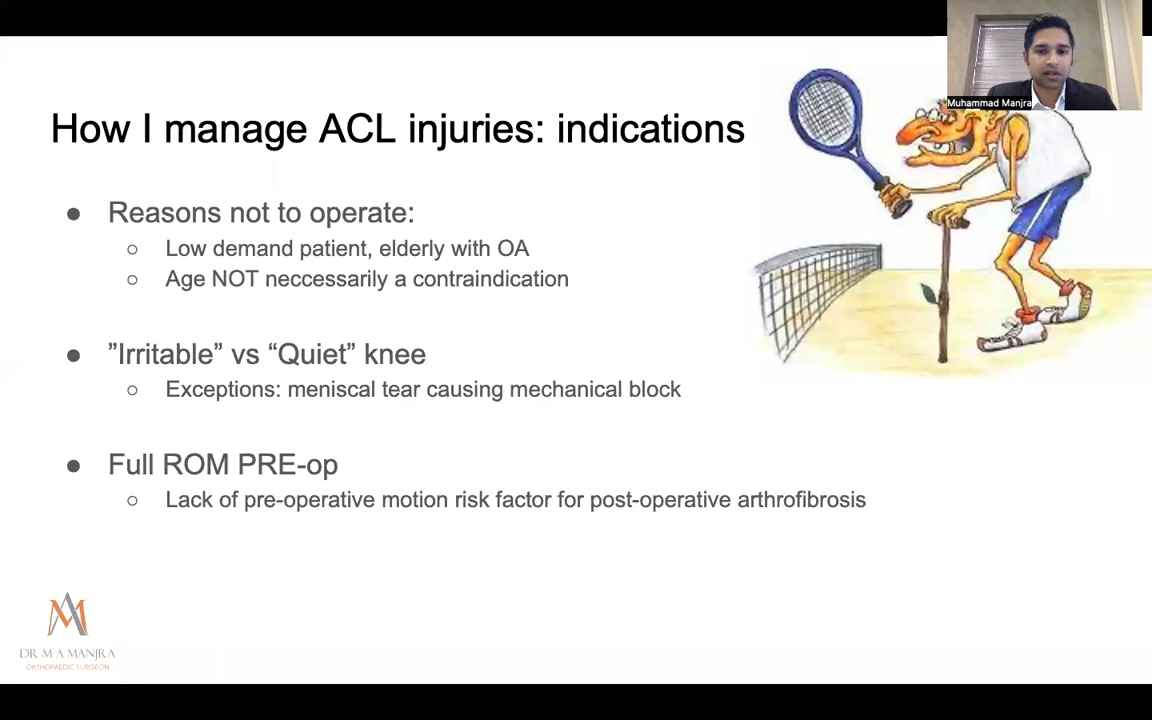 Muhammad Manjra
How I manage ACL injuries: indications
● Reasons not to operate:
○ Low demand patient, elderly with OA
○ Age NOT neccessarily a contraindication
● ”Irritable” vs “Quiet” knee
○ Exceptions: meniscal tear causing mechanical block
● Full ROM PRE-op
○ Lack of pre-operative motion risk factor for post-operative arthrofibrosis
DR M A MANJRA
ORTHOPAEDIC SURGEON